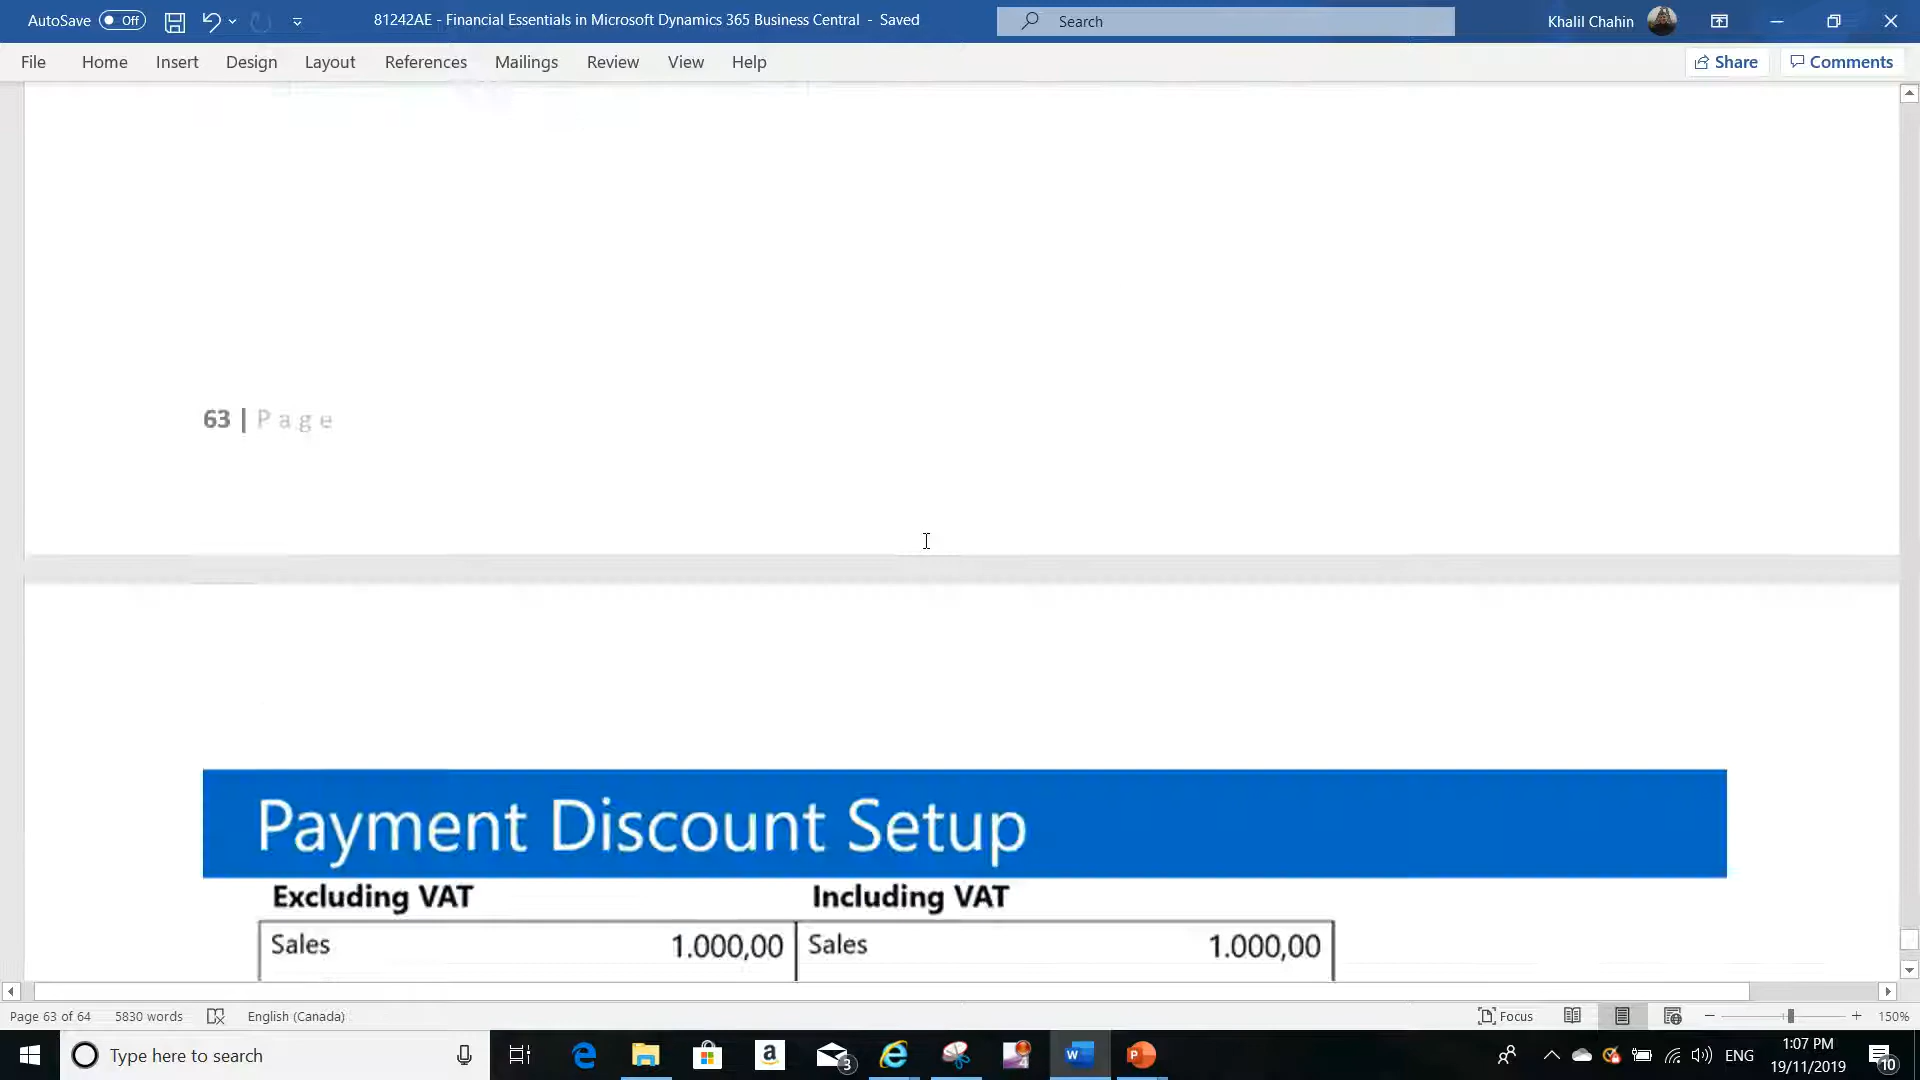 AutoSave Off 81242AE - Financial Essentials in Microsoft Dynamics 365 Business Central - Saved Search Khalil Chahin
File Home Insert Design Layout References Mailings Review View Help Share Comments
63 | Page
Payment Discount Setup
Excluding VAT Including VAT
Sales 1.000,00 Sales 1.000,00
Page 63 of 64 5830 words English (Canada) Focus 150%
Type here to search 3 ENG 1:07 PM
19/11/2019 10